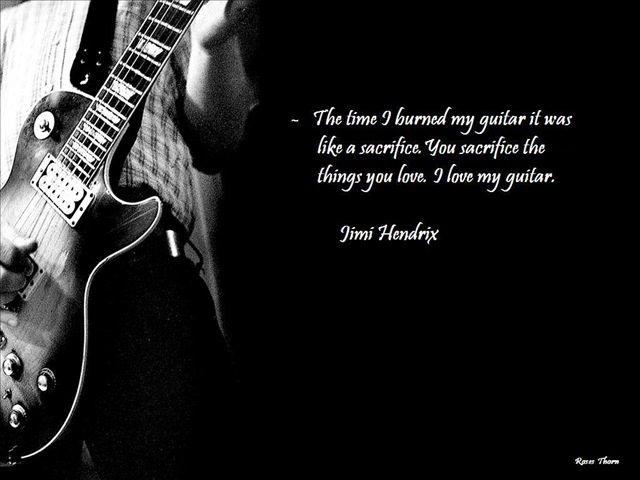 ~ The time I burned my guitar it was
like a sacrifice. You sacrifice the
things you love. I love my guitar.
Jimi Hendrix
Roses Thorn